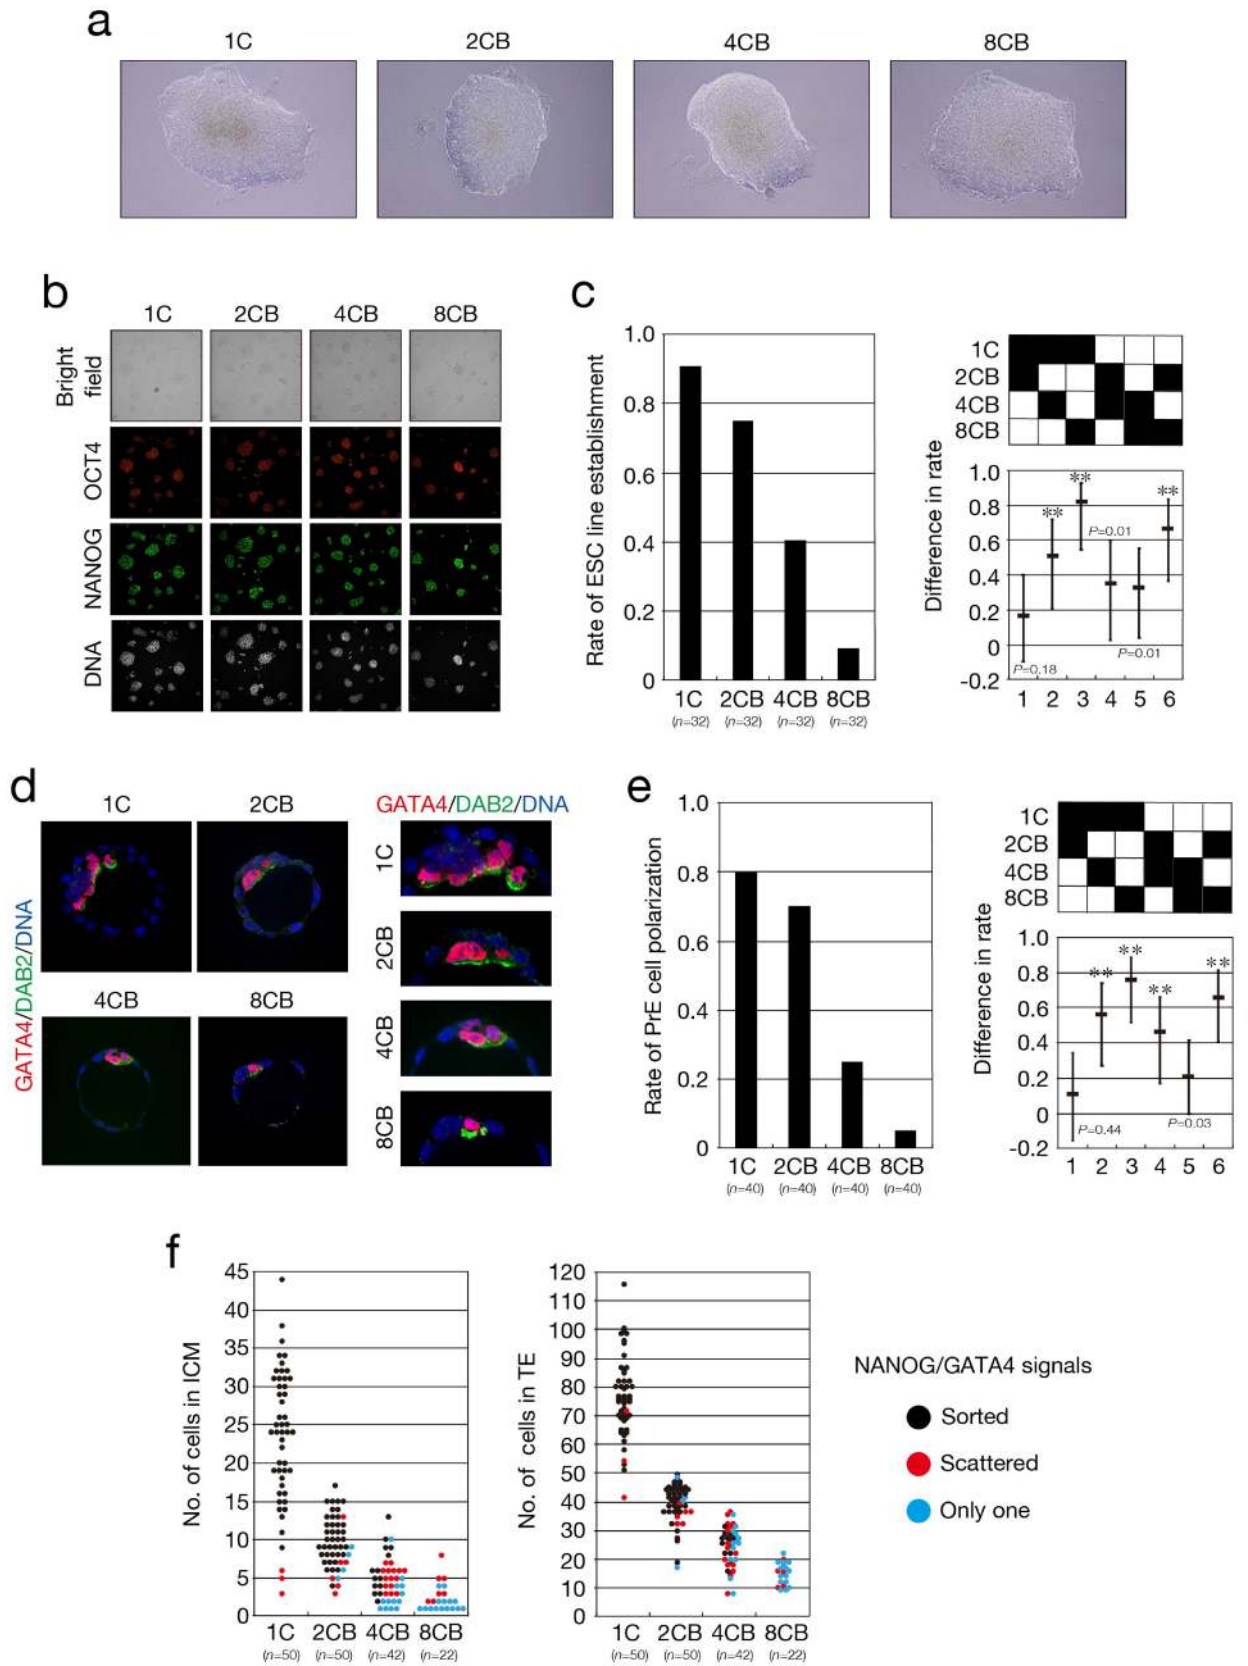 a
1C 2CB 4CB 8CB
b
1C 2CB 4CB 8CB
Bright field
OCT4
NANOG
DNA
c
Rate of ESC line establishment
1.0
0.8
0.6
0.4
0.2
0
1C 2CB 4CB 8CB
(n=32) (n=32) (n=32) (n=32)
1C
2CB
4CB
8CB
Difference in rate
1.0
0.8
0.6
0.4
0.2
0
-0.2
** ** **
P=0.01
P=0.01
P=0.18
1 2 3 4 5 6
d
GATA4/DAB2/DNA
1C 2CB
4CB 8CB
GATA4/DAB2/DNA
1C
2CB
4CB
8CB
e
Rate of PrE cell polarization
1.0
0.8
0.6
0.4
0.2
0
1C 2CB 4CB 8CB
(n=40) (n=40) (n=40) (n=40)
1C
2CB
4CB
8CB
Difference in rate
1.0
0.8
0.6
0.4
0.2
0
-0.2
** ** ** **
P=0.44
P=0.03
1 2 3 4 5 6
f
No. of cells in ICM
45
40
35
30
25
20
15
10
5
0
1C 2CB 4CB 8CB
(n=50) (n=50) (n=42) (n=22)
No. of cells in TE
120
110
100
90
80
70
60
50
40
30
20
10
0
1C 2CB 4CB 8CB
(n=50) (n=50) (n=42) (n=22)
NANOG/GATA4 signals
Sorted
Scattered
Only one